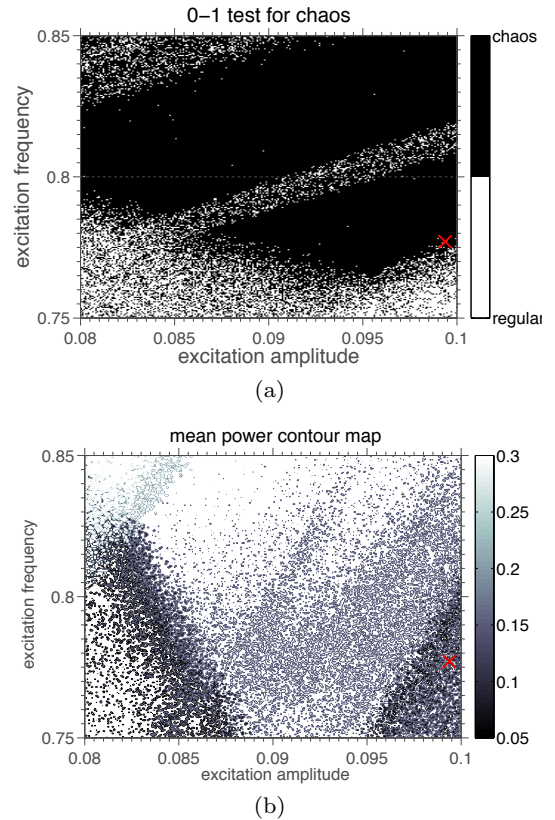 0−1 test for chaos
0.85
chaos
excitation frequency
0.8
0.75
regular
0.08
0.085
0.09
0.095
0.1
excitation amplitude
(a)
mean power contour map
0.85
0.3
0.25
excitation frequency
0.8
0.2
0.15
0.1
0.75
0.05
0.08
0.085
0.09
0.095
0.1
excitation amplitude
(b)